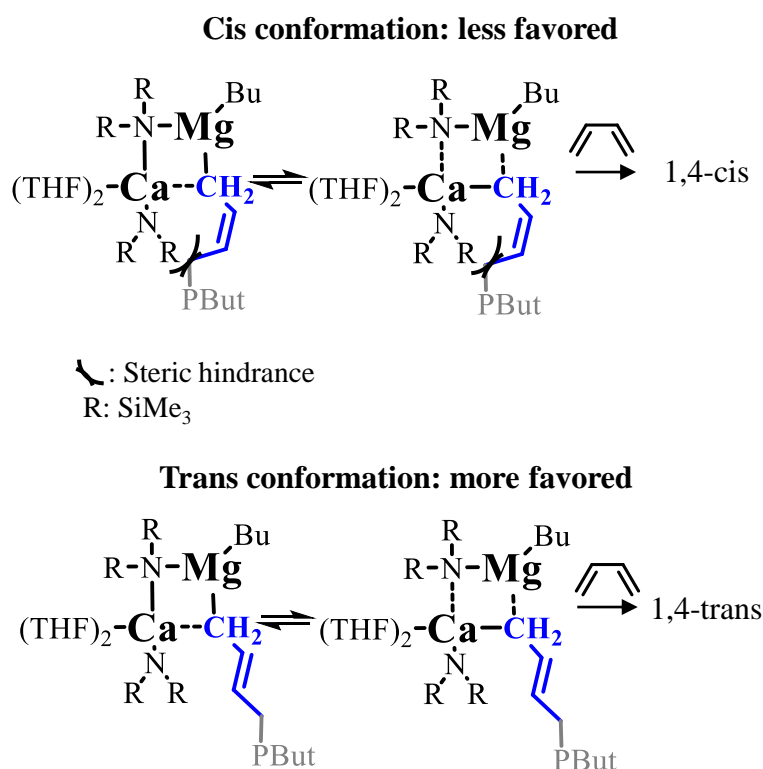 Cis conformation: less favored
R Bu R Bu
R-N-Mg R-N-Mg
(THF)₂-Ca--CH₂ (THF)₂-Ca-CH₂ 1,4-cis
N N
R R R R
PBut PBut
: Steric hindrance
R: SiMe₃
Trans conformation: more favored
R Bu R Bu
R-N-Mg R-N-Mg
(THF)₂-Ca--CH₂ (THF)₂-Ca-CH₂ 1,4-trans
N N
R R R R
PBut PBut